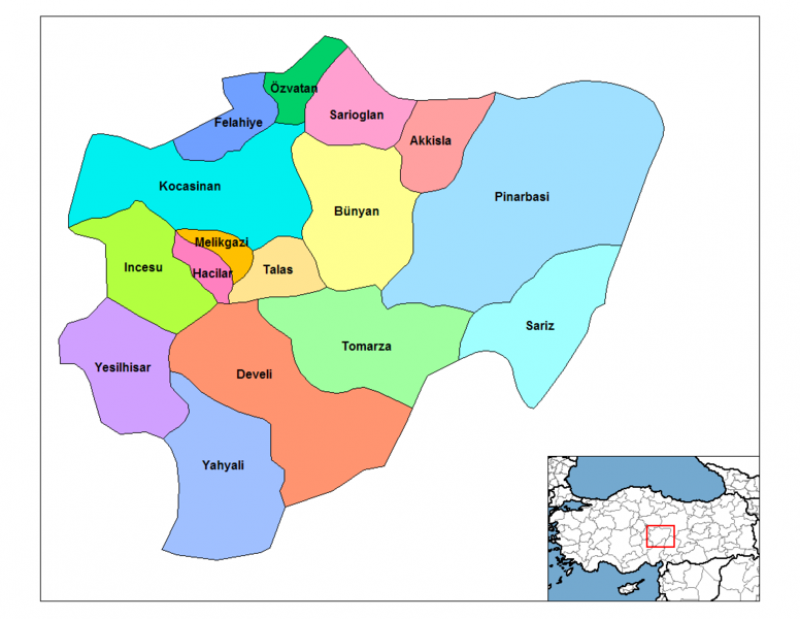 Özvatan
Felahiye
Sarioglan
Akkisla
Kocasinan
Pinarbasi
Bünyan
Melikgazi
Incesu
Hacilar
Talas
Sariz
Tomarza
Yesilhisar
Develi
Yahyali